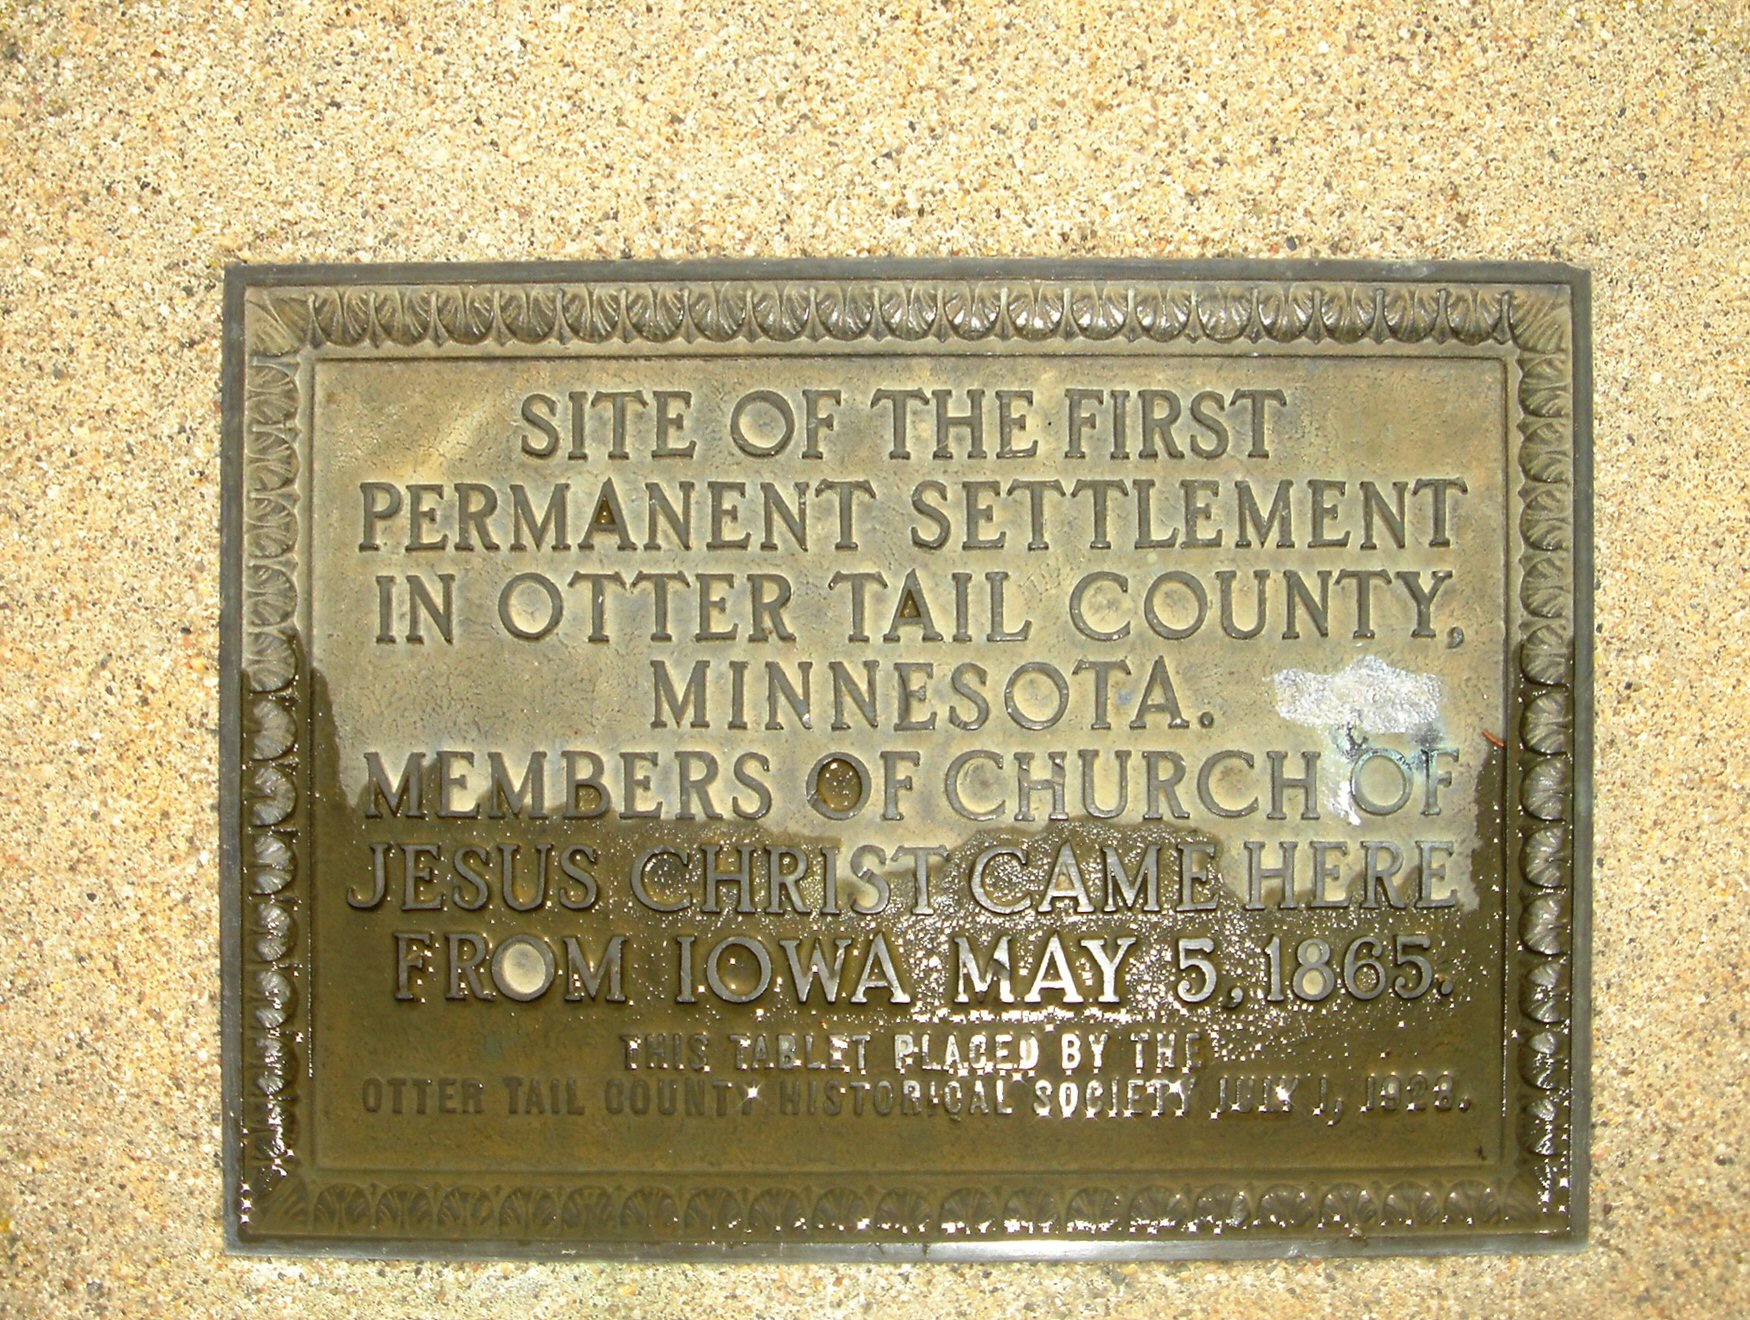 SITE OF THE FIRST
PERMANENT SETTLEMENT
IN OTTER TAIL COUNTY,
MINNESOTA.
MEMBERS OF CHURCH OF
JESUS CHRIST CAME HERE
FROM IOWA MAY 5, 1865.
THIS TABLET PLACED BY THE
OTTER TAIL COUNTY HISTORICAL SOCIETY JULY 1,